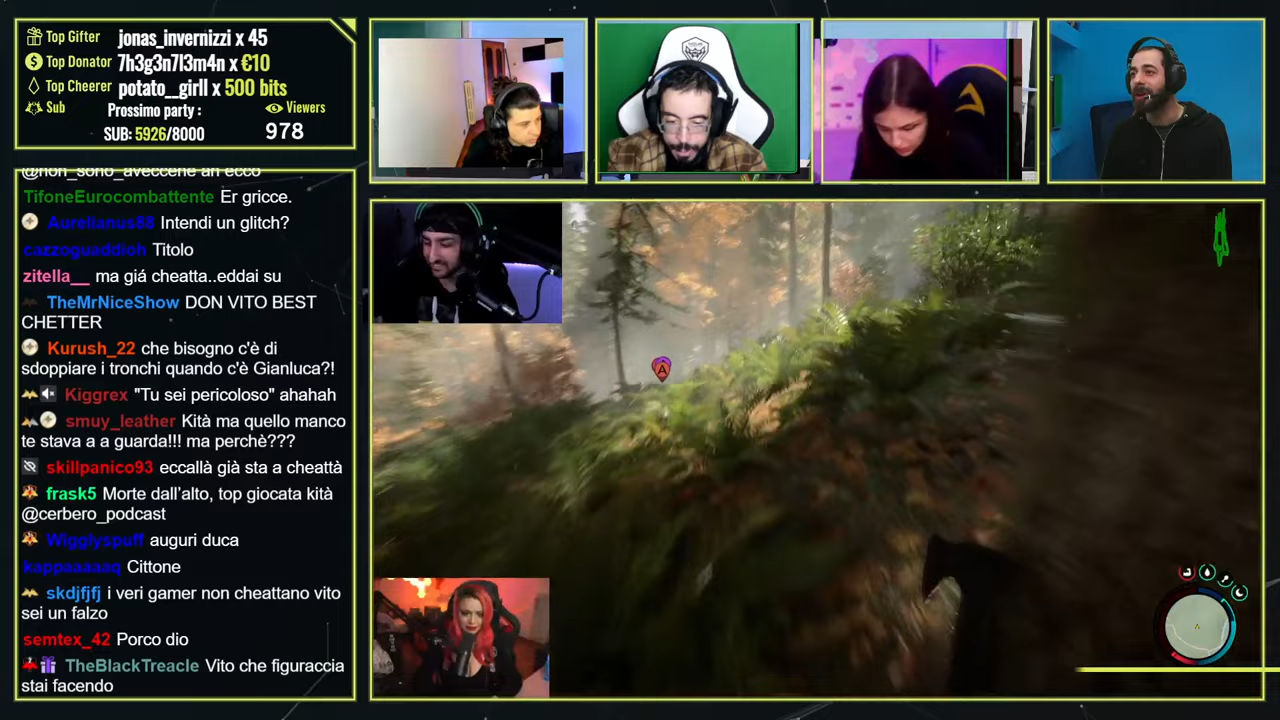 Top Gifter jonas_invernizzi x 45
Top Donator 7h3g3n7l3m4n x €10
Top Cheerer potato__girll x 500 bits
Sub Prossimo party : Viewers
SUB: 5926/8000 978
@non_sono_aveccene an ecco
TifoneEurocombattente Er gricce.
Aurelianus88 Intendi un glitch?
cazzoguaddioh Titolo
zitella__ ma giá cheatta..eddai su
TheMrNiceShow DON VITO BEST
CHETTER
Kurush_22 che bisogno c'è di
sdoppiare i tronchi quando c'è Gianluca?!
Kiggrex "Tu sei pericoloso" ahahah
smuy_leather Kità ma quello manco
te stava a a guarda!!! ma perchè???
skillpanico93 eccallà già sta a cheattà
frask5 Morte dall'alto, top giocata kità
@cerbero_podcast
Wigglyspuff auguri duca
kappaaaaaq Cittone
skdjfjfj i veri gamer non cheattano vito
sei un falzo
semtex_42 Porco dio
TheBlackTreacle Vito che figuraccia
stai facendo
A